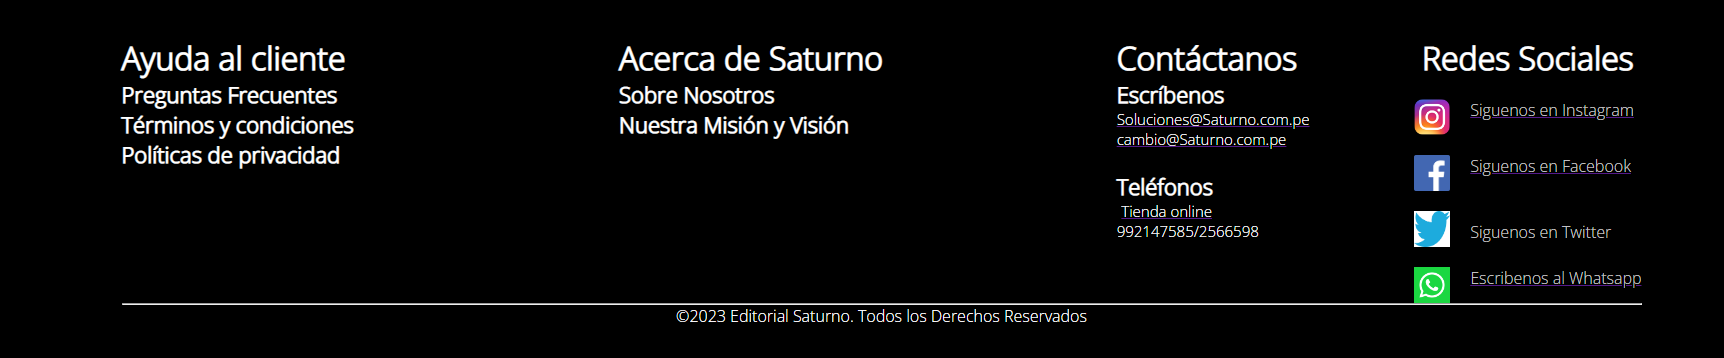 Ayuda al cliente
Preguntas Frecuentes
Términos y condiciones
Políticas de privacidad
Acerca de Saturno
Sobre Nosotros
Nuestra Misión y Visión
Contáctanos
Escríbenos
Soluciones@Saturno.com.pe
cambio@Saturno.com.pe
Teléfonos
Tienda online
992147585/2566598
Redes Sociales
Siguenos en Instagram
Siguenos en Facebook
Siguenos en Twitter
Escribenos al Whatsapp
©2023 Editorial Saturno. Todos los Derechos Reservados